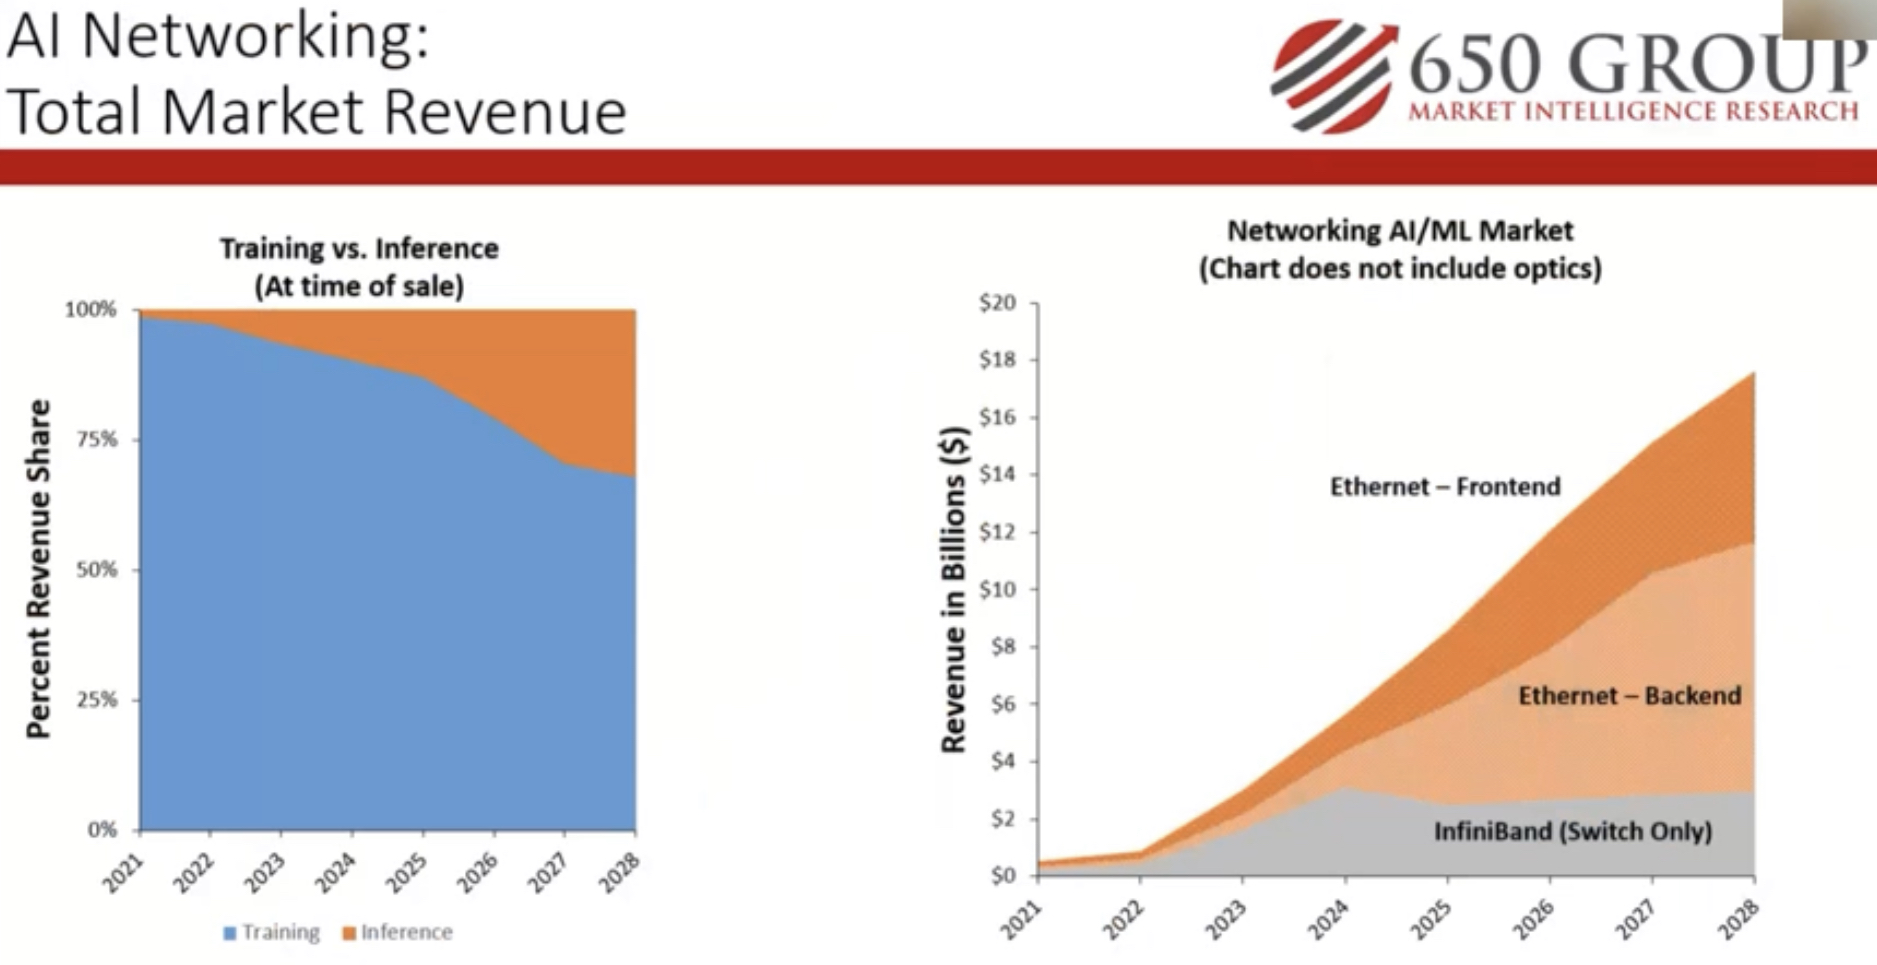 AI Networking:
Total Market Revenue
650 GROUP
MARKET INTELLIGENCE RESEARCH
Training vs. Inference
(At time of sale)
Percent Revenue Share
100%
75%
50%
25%
0%
2021
2022
2023
2024
2025
2026
2027
2028
Training
Inference
Networking AI/ML Market
(Chart does not include optics)
Revenue in Billions ($)
$20
$18
$16
$14
$12
$10
$8
$6
$4
$2
$0
Ethernet – Frontend
Ethernet – Backend
InfiniBand (Switch Only)
2021
2022
2023
2024
2025
2026
2027
2028